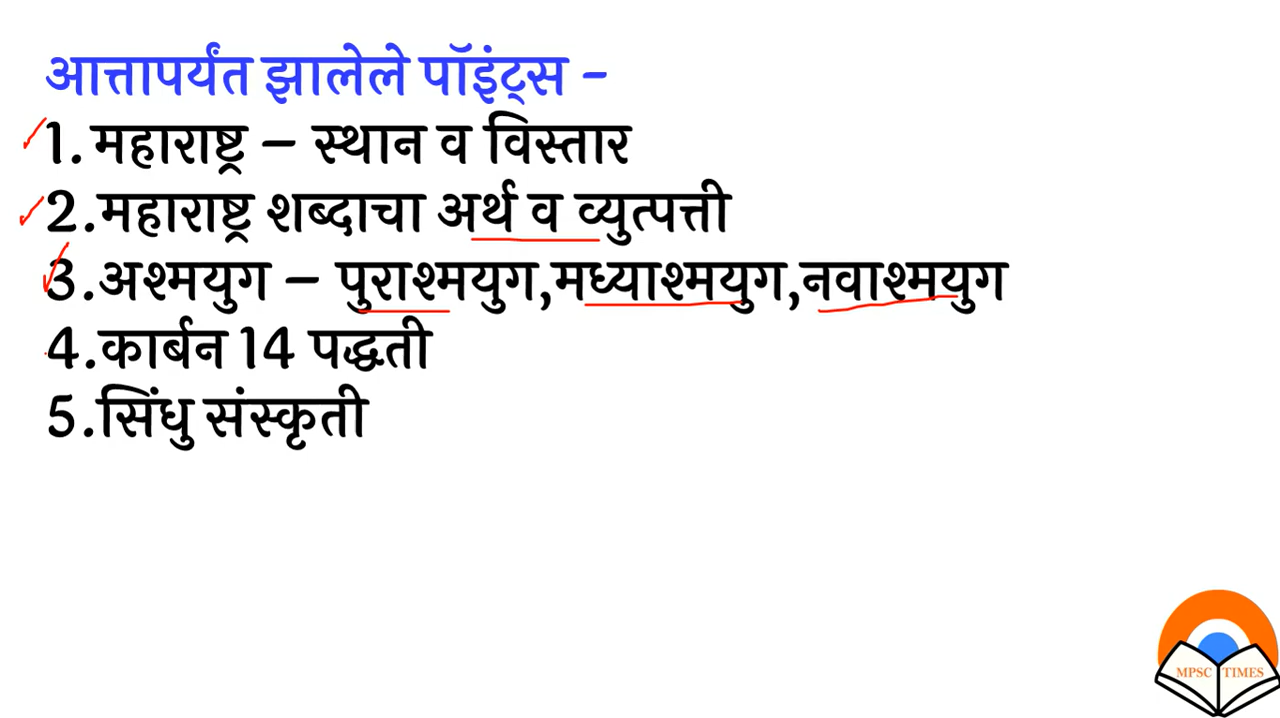 आत्तापर्यंत झालेले पॉइंट्स -
1. महाराष्ट्र – स्थान व विस्तार
2.महाराष्ट्र शब्दाचा अर्थ व व्युत्पत्ती
3.अश्मयुग – पुराश्मयुग,मध्याश्मयुग,नवाश्मयुग
4.कार्बन 14 पद्धती
5.सिंधु संस्कृती
MPSC TIMES